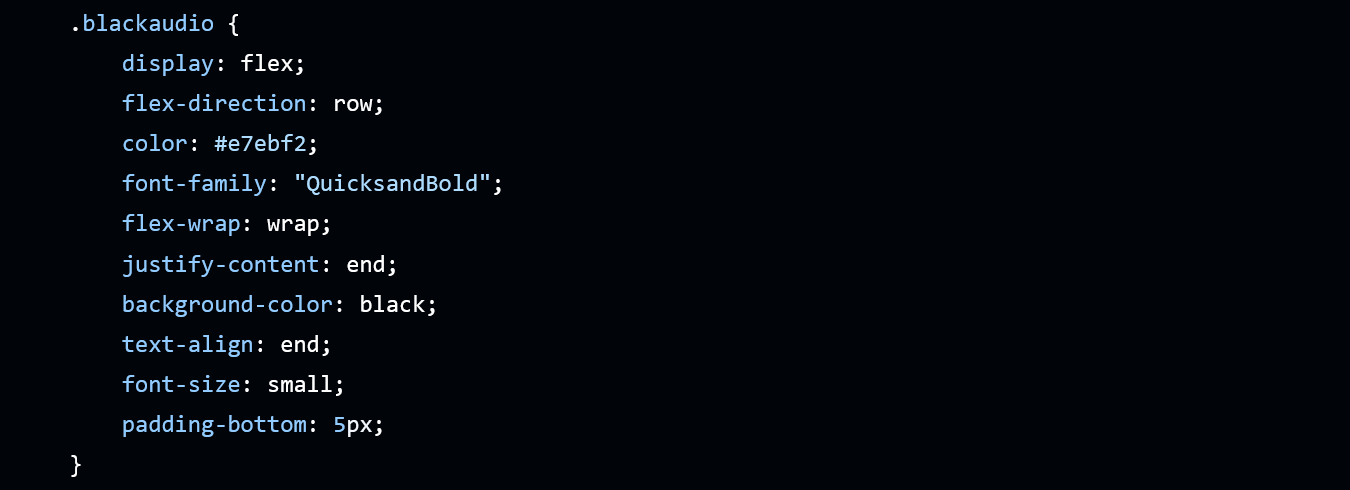 .blackaudio {
    display: flex;
    flex-direction: row;
    color: #e7ebf2;
    font-family: "QuicksandBold";
    flex-wrap: wrap;
    justify-content: end;
    background-color: black;
    text-align: end;
    font-size: small;
    padding-bottom: 5px;
}